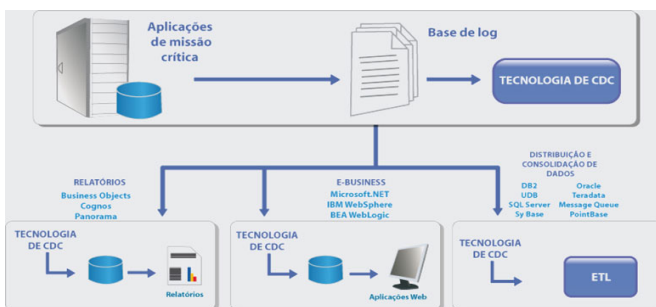 Aplicações
de missão
crítica
Base de log
TECNOLOGIA DE CDC
RELATÓRIOS
Business Objects
Cognos
Panorama
E-BUSINESS
Microsoft.NET
IBM WebSphere
BEA WebLogic
DISTRIBUIÇÃO E
CONSOLIDAÇÃO DE
DADOS
DB2 Oracle
UDB Teradata
SQL Server Message Queue
Sy Base PointBase
TECNOLOGIA
DE CDC
Relatórios
TECNOLOGIA
DE CDC
Aplicações Web
TECNOLOGIA
DE CDC
ETL